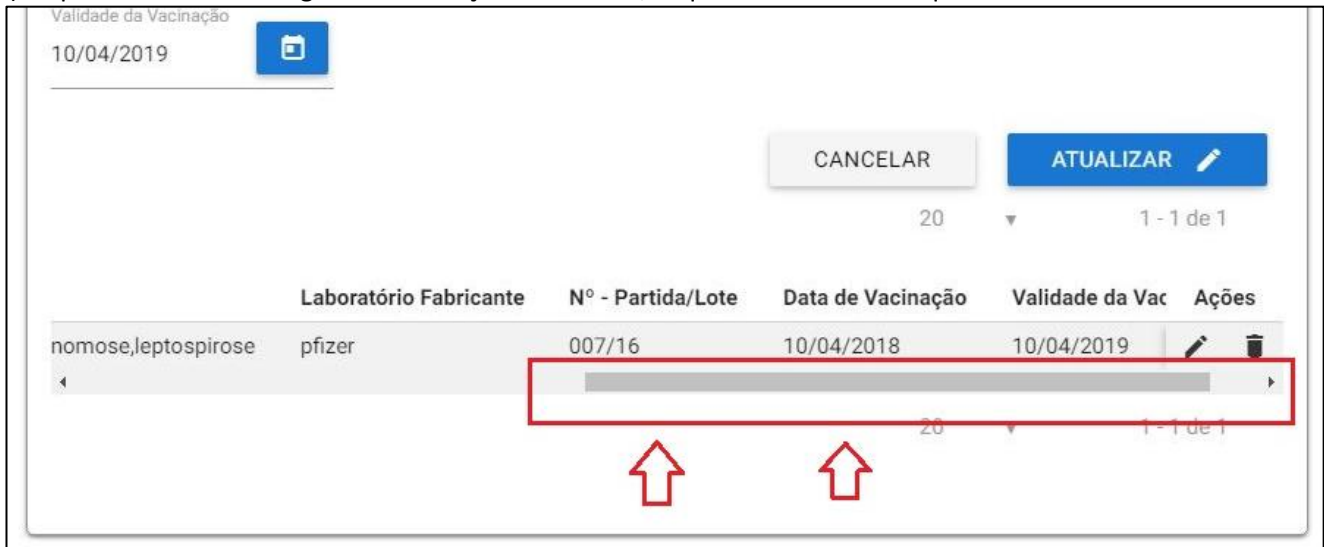 Validade da Vacinação
10/04/2019
CANCELAR ATUALIZAR
20 1 - 1 de 1
Laboratório Fabricante Nº - Partida/Lote Data de Vacinação Validade da Vac Ações
nomose,leptospirose pfizer 007/16 10/04/2018 10/04/2019
20 1 - 1 de 1